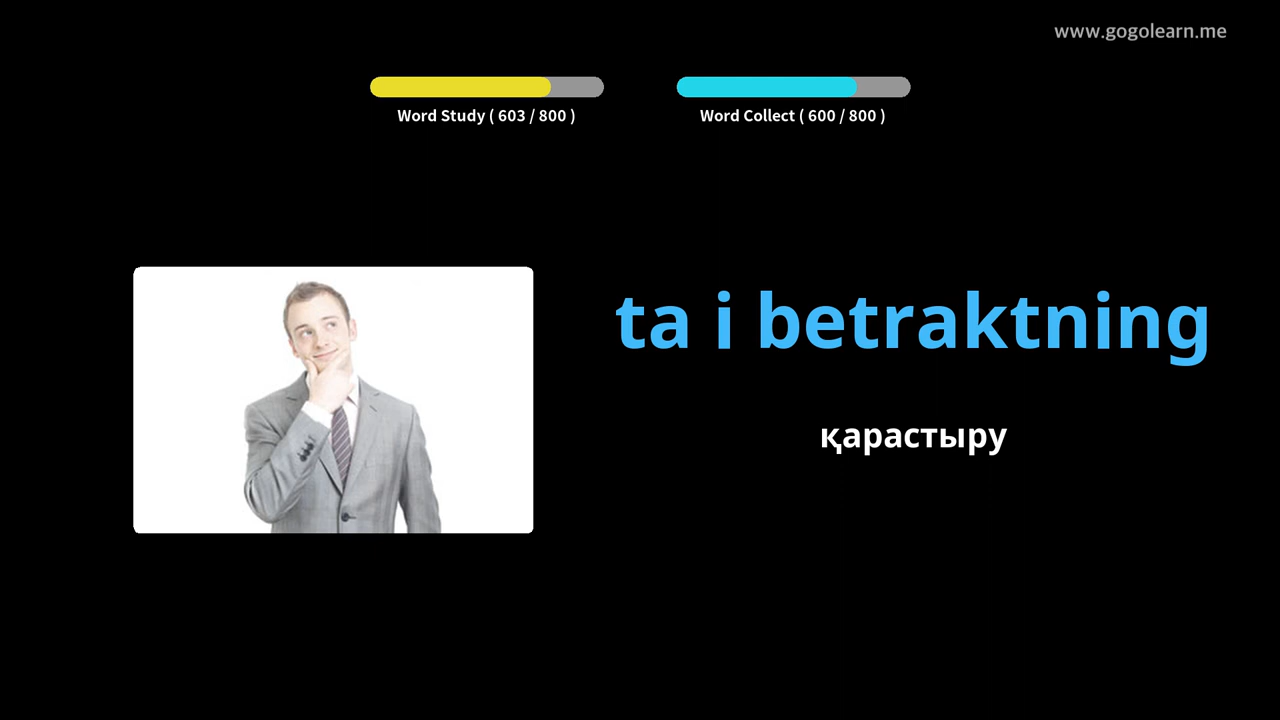 www.gogolearn.me
Word Study ( 603 / 800 )
Word Collect ( 600 / 800 )
ta i betraktning
қарастыру